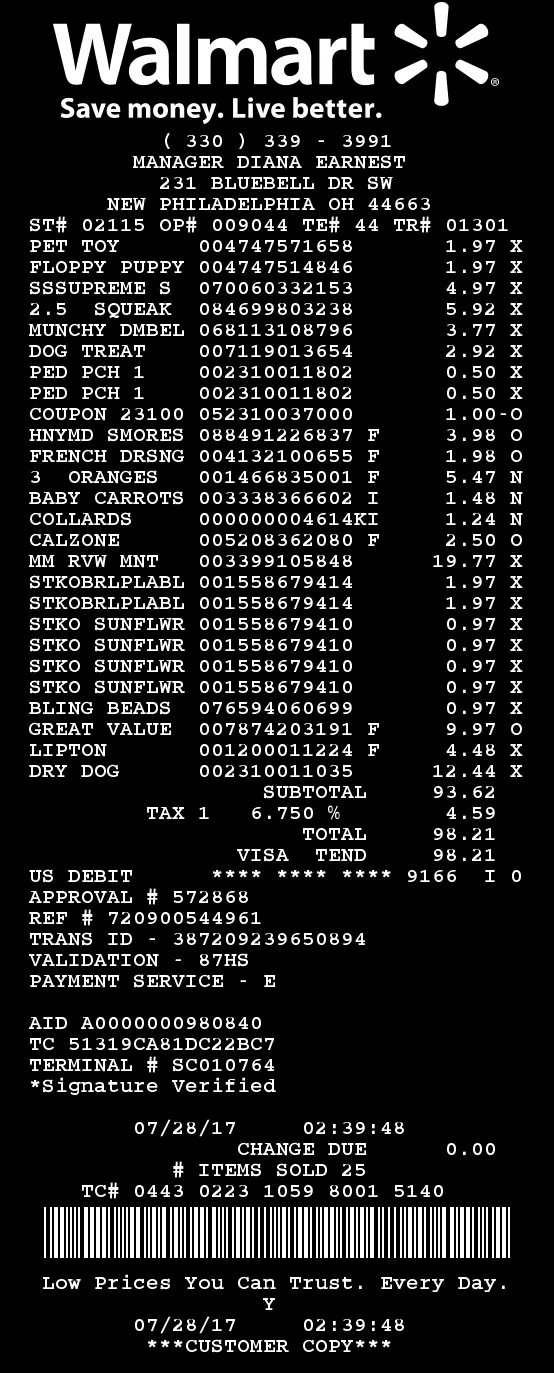 Walmart
Save money. Live better.
( 330 ) 339 - 3991
MANAGER DIANA EARNEST
231 BLUEBELL DR SW
NEW PHILADELPHIA OH 44663
ST# 02115 OP# 009044 TE# 44 TR# 01301
PET TOY 004747571658 1.97 X
FLOPPY PUPPY 004747514846 1.97 X
SSSUPREME S 070060332153 4.97 X
2.5 SQUEAK 084699803238 5.92 X
MUNCHY DMBEL 068113108796 3.77 X
DOG TREAT 007119013654 2.92 X
PED PCH 1 002310011802 0.50 X
PED PCH 1 002310011802 0.50 X
COUPON 23100 052310037000 1.00-O
HNYMD SMORES 088491226837 F 3.98 O
FRENCH DRSNG 004132100655 F 1.98 O
3 ORANGES 001466835001 F 5.47 N
BABY CARROTS 003338366602 I 1.48 N
COLLARDS 000000004614KI 1.24 N
CALZONE 005208362080 F 2.50 O
MM RVW MNT 003399105848 19.77 X
STKOBRLPLABL 001558679414 1.97 X
STKOBRLPLABL 001558679414 1.97 X
STKO SUNFLWR 001558679410 0.97 X
STKO SUNFLWR 001558679410 0.97 X
STKO SUNFLWR 001558679410 0.97 X
STKO SUNFLWR 001558679410 0.97 X
BLING BEADS 076594060699 0.97 X
GREAT VALUE 007874203191 F 9.97 O
LIPTON 001200011224 F 4.48 X
DRY DOG 002310011035 12.44 X
SUBTOTAL 93.62
TAX 1 6.750 % 4.59
TOTAL 98.21
VISA TEND 98.21
US DEBIT **** **** **** 9166 I 0
APPROVAL # 572868
REF # 720900544961
TRANS ID - 387209239650894
VALIDATION - 87HS
PAYMENT SERVICE - E
AID A0000000980840
TC 51319CA81DC22BC7
TERMINAL # SC010764
*Signature Verified
07/28/17 02:39:48
CHANGE DUE 0.00
# ITEMS SOLD 25
TC# 0443 0223 1059 8001 5140
Low Prices You Can Trust. Every Day.
Y
07/28/17 02:39:48
***CUSTOMER COPY***